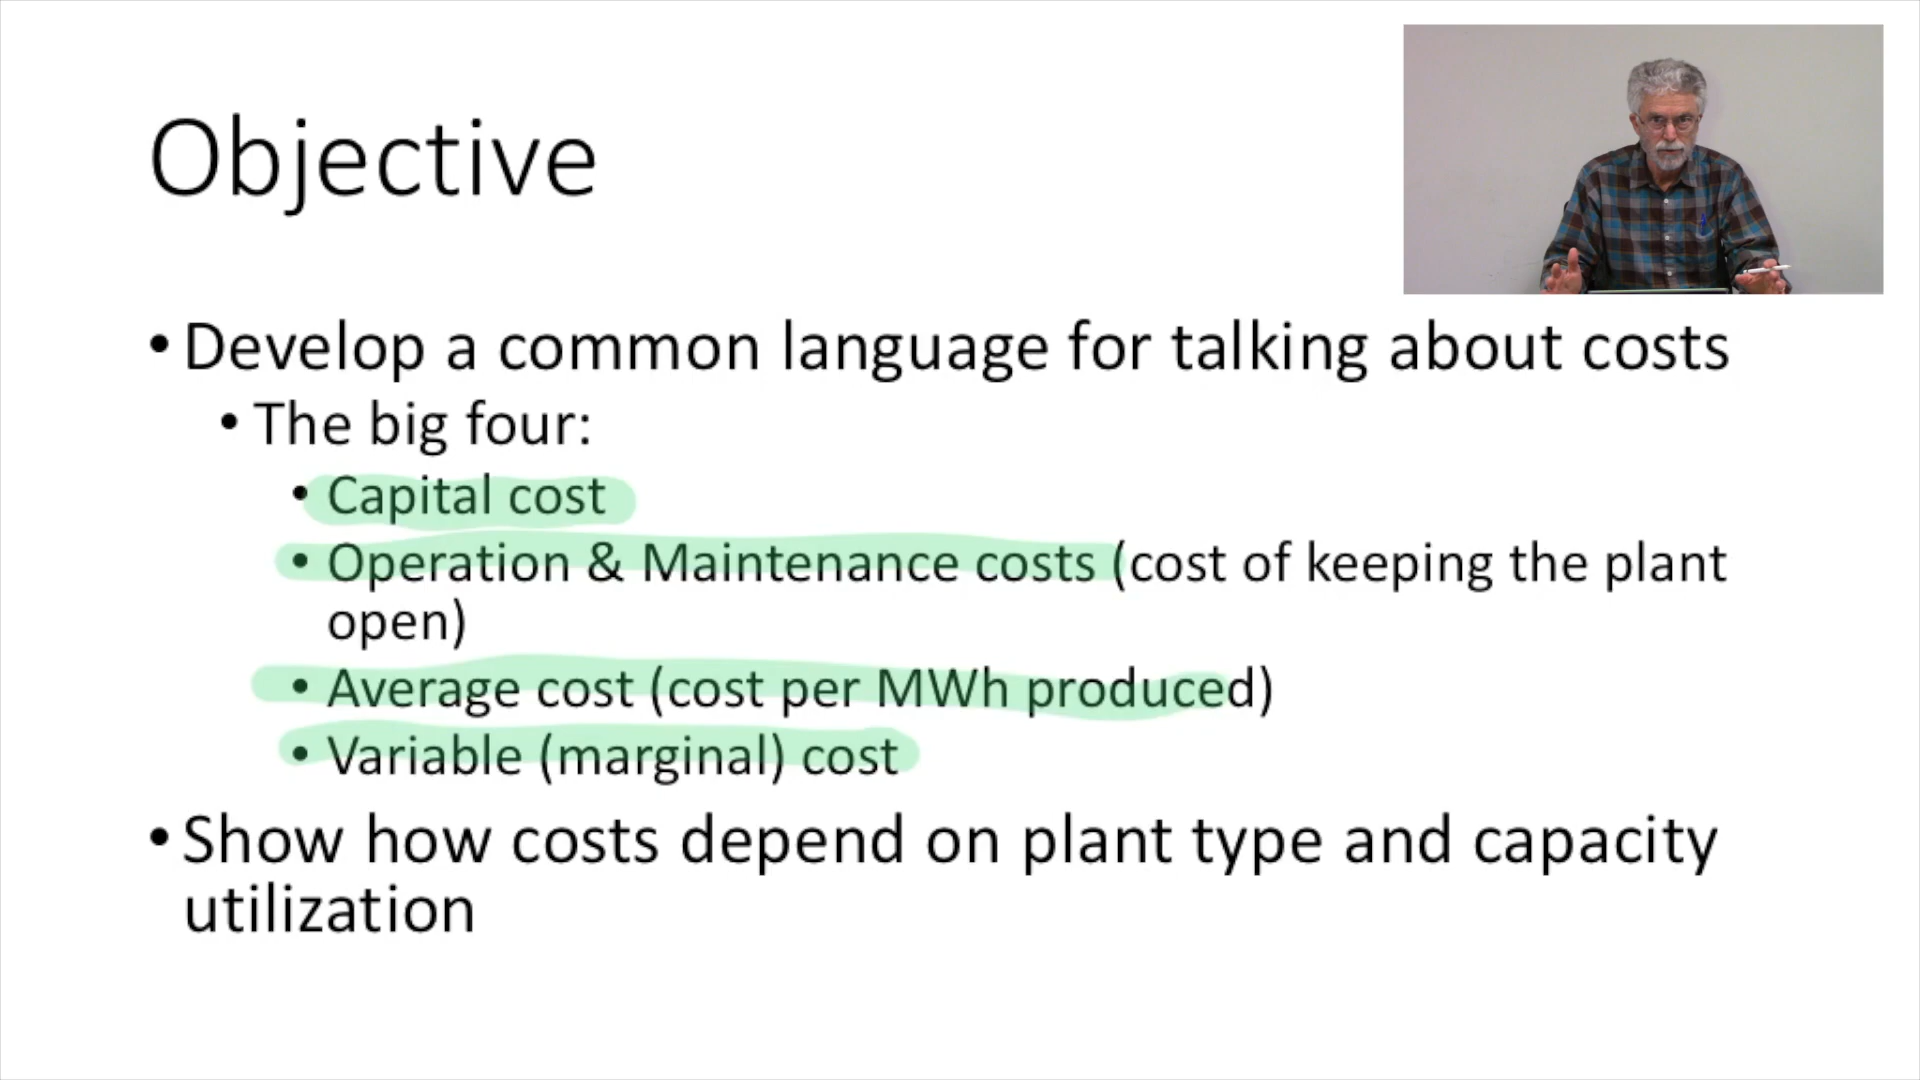 Objective
• Develop a common language for talking about costs
• The big four:
• Capital cost
• Operation & Maintenance costs (cost of keeping the plant
open)
• Average cost (cost per MWh produced)
• Variable (marginal) cost
• Show how costs depend on plant type and capacity
utilization